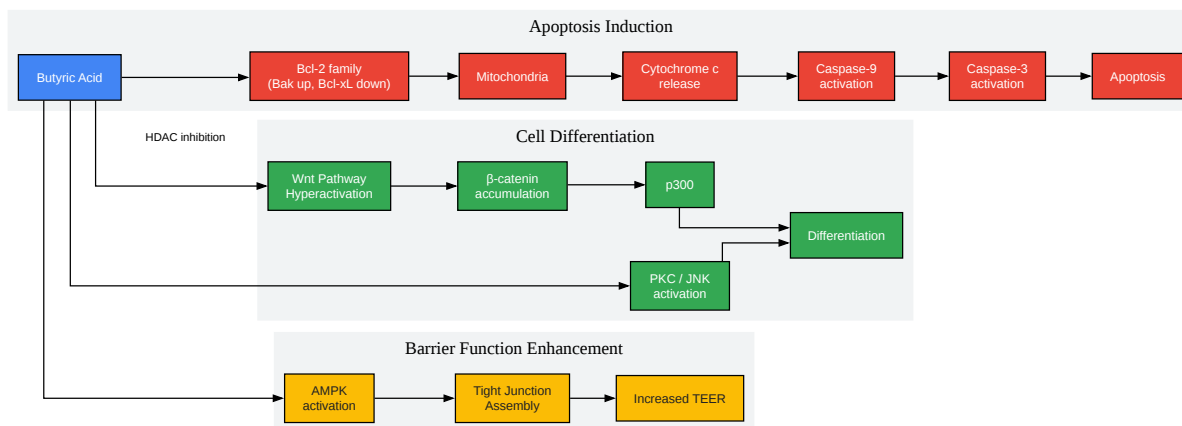 Apoptosis Induction
Butyric Acid
Bcl-2 family
(Bak up, Bcl-xL down)
Mitochondria
Cytochrome c
release
Caspase-9
activation
Caspase-3
activation
Apoptosis
HDAC inhibition
Cell Differentiation
Wnt Pathway
Hyperactivation
β-catenin
accumulation
p300
Differentiation
PKC / JNK
activation
Barrier Function Enhancement
AMPK
activation
Tight Junction
Assembly
Increased TEER